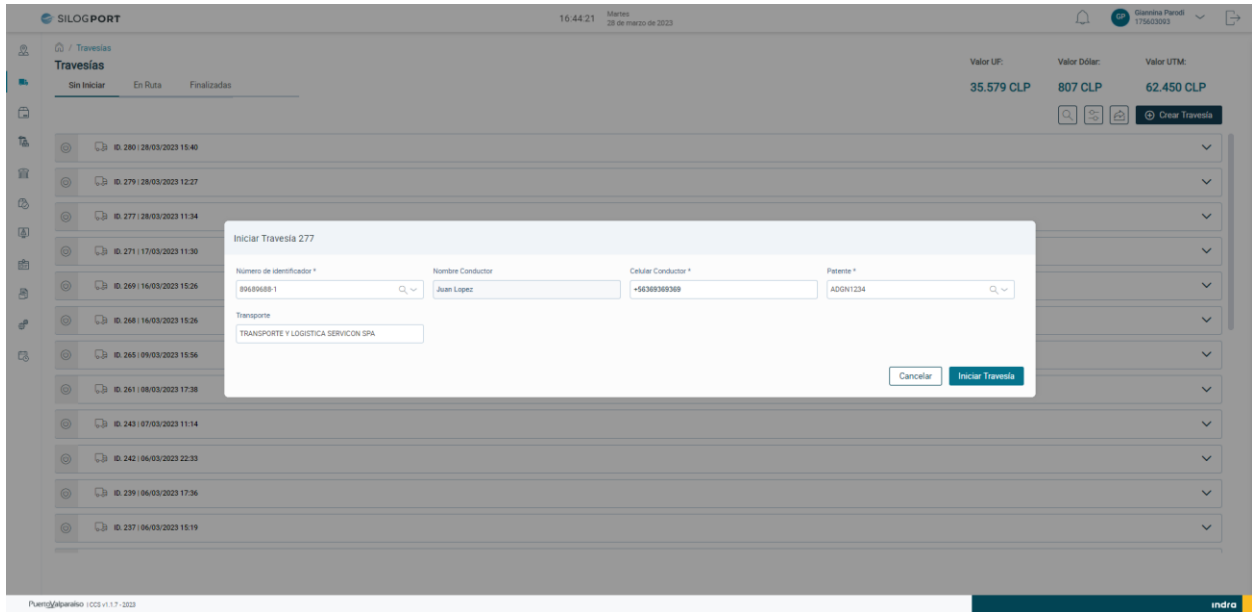 SILOGPORT
16:44:21 Martes
28 de marzo de 2023
GP Giannina Parodi
175603093
/ Travesías
Travesías
Sin Iniciar En Ruta Finalizadas
Valor UF: Valor Dólar: Valor UTM:
35.579 CLP 807 CLP 62.450 CLP
Crear Travesía
ID. 280 | 28/03/2023 15:40
ID. 279 | 28/03/2023 12:27
ID. 277 | 28/03/2023 11:34
ID. 271 | 17/03/2023 11:30
ID. 269 | 16/03/2023 15:26
ID. 268 | 16/03/2023 15:26
ID. 265 | 09/03/2023 15:56
ID. 261 | 08/03/2023 17:38
ID. 243 | 07/03/2023 11:14
ID. 242 | 06/03/2023 22:33
ID. 239 | 06/03/2023 17:36
ID. 237 | 06/03/2023 15:19
Iniciar Travesía 277
Número de identificador * Nombre Conductor Celular Conductor * Patente *
89689688-1 Juan Lopez +56369369369 ADGN1234
Transporte
TRANSPORTE Y LOGISTICA SERVICON SPA
Cancelar Iniciar Travesía
PuertoValparaíso | CCS v1.1.7 - 2023
indra